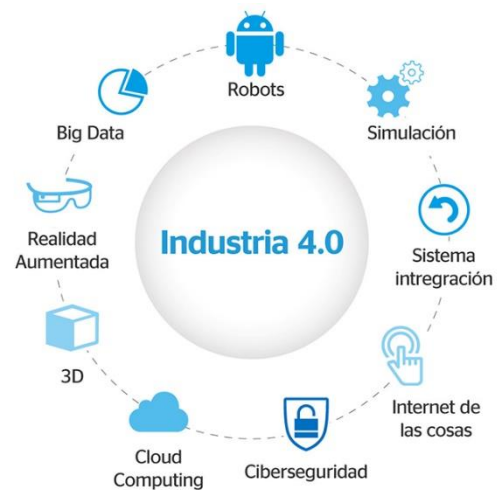 Robots
Simulación
Sistema
intregración
Internet de
las cosas
Ciberseguridad
Cloud
Computing
3D
Realidad
Aumentada
Big Data
Industria 4.0